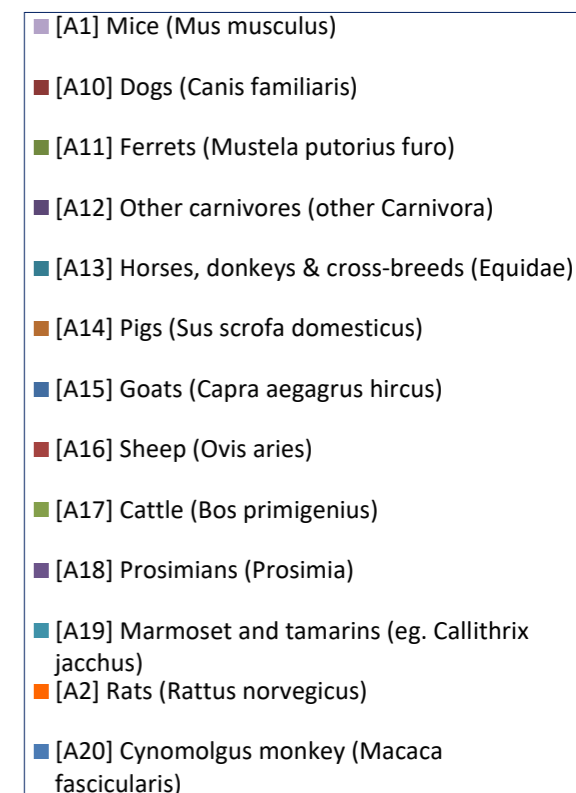 [A1] Mice (Mus musculus)
[A10] Dogs (Canis familiaris)
[A11] Ferrets (Mustela putorius furo)
[A12] Other carnivores (other Carnivora)
[A13] Horses, donkeys & cross-breeds (Equidae)
[A14] Pigs (Sus scrofa domesticus)
[A15] Goats (Capra aegagrus hircus)
[A16] Sheep (Ovis aries)
[A17] Cattle (Bos primigenius)
[A18] Prosimians (Prosimia)
[A19] Marmoset and tamarins (eg. Callithrix
jacchus)
[A2] Rats (Rattus norvegicus)
[A20] Cynomolgus monkey (Macaca
fascicularis)